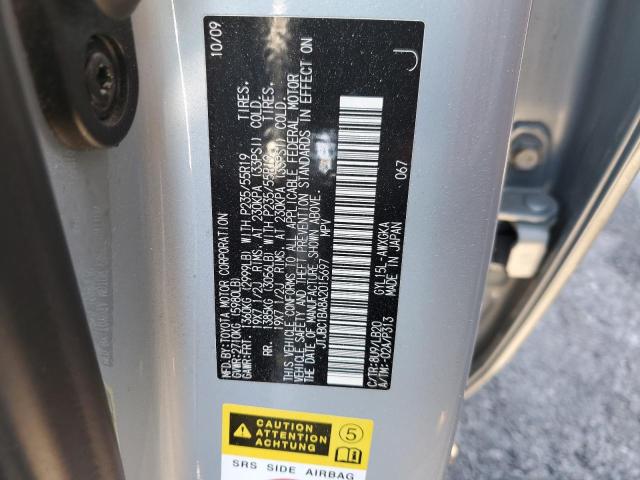 MFD.BY:TOYOTA MOTOR CORPORATION 10/09
GVWR:2710KG (5980LB)
GAWR:FRT. 1360KG (2999LB) WITH P235/55R19 TIRES.
19X7 1/2J RIMS, AT 230KPA (33PSI) COLD.
RR. 1385KG (3053LB) WITH P235/55R19 TIRES.
19X7 1/2J RIMS, AT 230KPA (33PSI) COLD.
THIS VEHICLE CONFORMS TO ALL APPLICABLE FEDERAL MOTOR
VEHICLE SAFETY AND THEFT PREVENTION STANDARDS IN EFFECT ON
THE DATE OF MANUFACTURE SHOWN ABOVE.
JTJBC1BA8A2015697 MPV
067 J
C/TR:8U9/LB20 GYL15L-AWXGKA
A/TM:-02A/P313 MADE IN JAPAN
CAUTION
ATTENTION
ACHTUNG
5
SRS SIDE AIRBAG